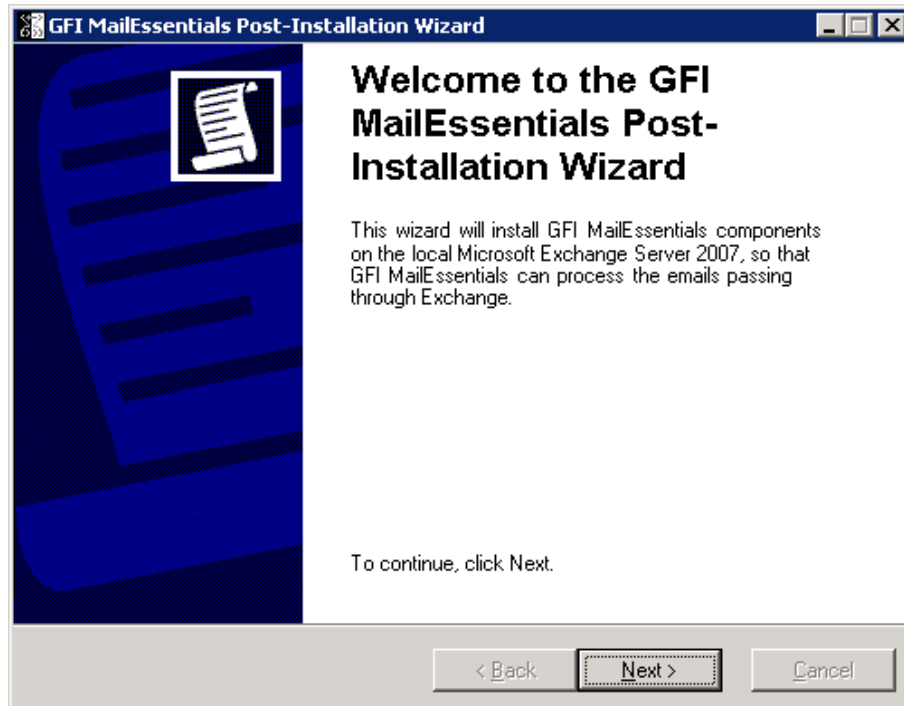 GFI MailEssentials Post-Installation Wizard
Welcome to the GFI
MailEssentials Post-
Installation Wizard
This wizard will install GFI MailEssentials components
on the local Microsoft Exchange Server 2007, so that
GFI MailEssentials can process the emails passing
through Exchange.
To continue, click Next.
< Back
Next >
Cancel